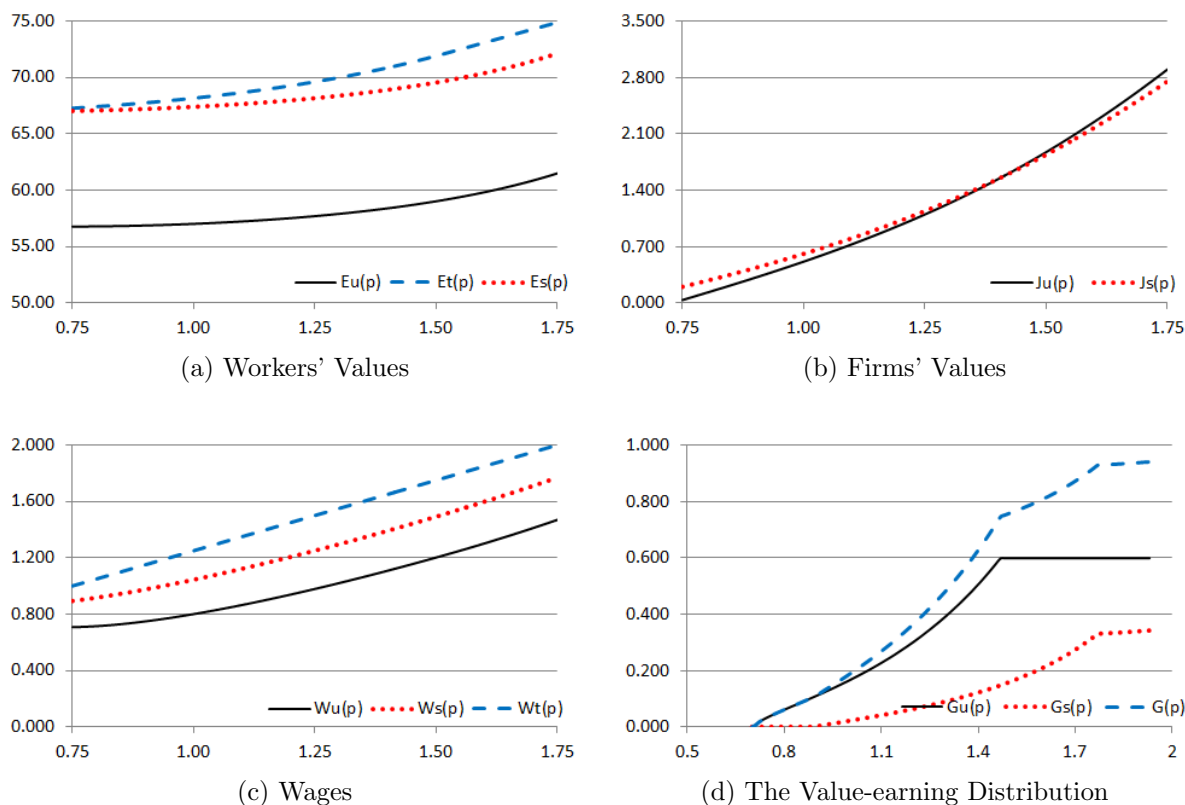 75.00
70.00
65.00
60.00
55.00
50.00
Eu(p) Et(p) Es(p)
0.75 1.00 1.25 1.50 1.75
(a) Workers' Values
3.500
2.800
2.100
1.400
0.700
0.000
Ju(p) Js(p)
0.75 1.00 1.25 1.50 1.75
(b) Firms' Values
2.000
1.600
1.200
0.800
0.400
0.000
Wu(p) Ws(p) Wt(p)
0.75 1.00 1.25 1.50 1.75
(c) Wages
1.000
0.800
0.600
0.400
0.200
0.000
Gu(p) Gs(p) G(p)
0.5 0.8 1.1 1.4 1.7 2
(d) The Value-earning Distribution